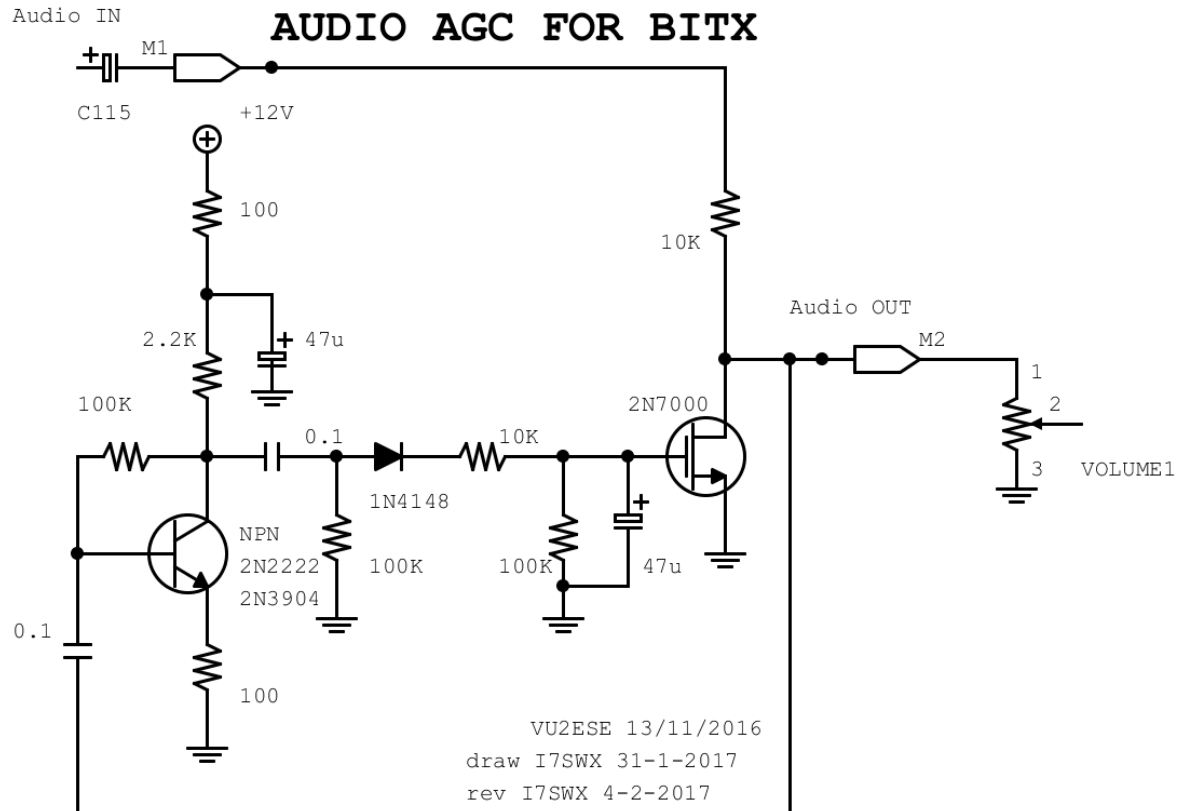 Audio IN
AUDIO AGC FOR BITX
M1
C115
+12V
100
10K
2.2K
47u
Audio OUT
M2
1
2
3
VOLUME1
100K
0.1
10K
2N7000
1N4148
NPN
2N2222
2N3904
100K
100K
47u
0.1
100
VU2ESE 13/11/2016
draw I7SWX 31-1-2017
rev I7SWX 4-2-2017